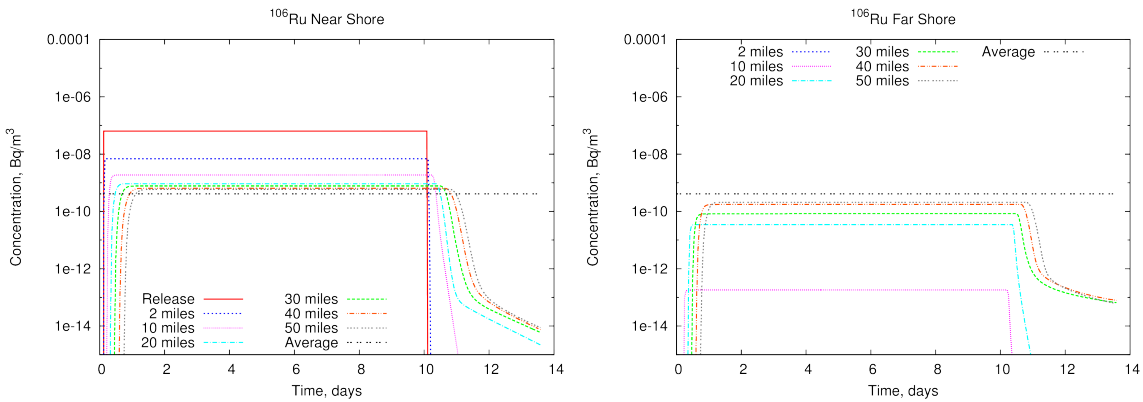 106Ru Near Shore
0.0001
1e-06
1e-08
1e-10
1e-12
1e-14
Concentration, Bq/m3
Release
2 miles
10 miles
20 miles
30 miles
40 miles
50 miles
Average
0 2 4 6 8 10 12 14
Time, days
106Ru Far Shore
0.0001
1e-06
1e-08
1e-10
1e-12
1e-14
Concentration, Bq/m3
2 miles
10 miles
20 miles
30 miles
40 miles
50 miles
Average
0 2 4 6 8 10 12 14
Time, days